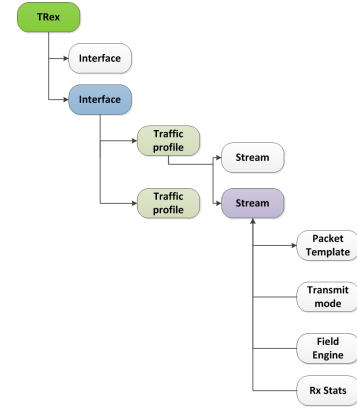 TRex
Interface
Interface
Traffic
profile
Stream
Traffic
profile
Stream
Packet
Template
Transmit
mode
Field
Engine
Rx Stats